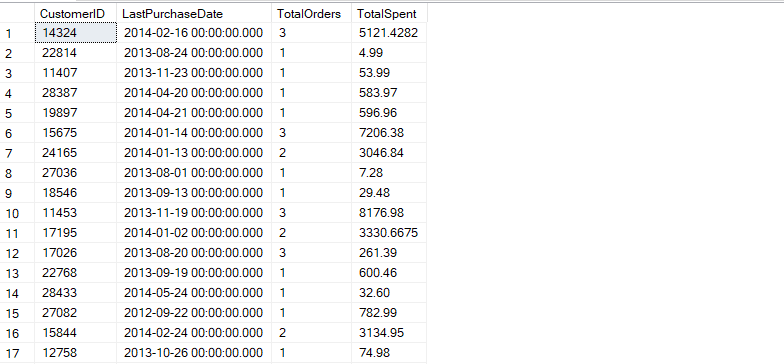 CustomerID LastPurchaseDate TotalOrders TotalSpent
1 14324 2014-02-16 00:00:00.000 3 5121.4282
2 22814 2013-08-24 00:00:00.000 1 4.99
3 11407 2013-11-23 00:00:00.000 1 53.99
4 28387 2014-04-20 00:00:00.000 1 583.97
5 19897 2014-04-21 00:00:00.000 1 596.96
6 15675 2014-01-14 00:00:00.000 3 7206.38
7 24165 2014-01-13 00:00:00.000 2 3046.84
8 27036 2013-08-01 00:00:00.000 1 7.28
9 18546 2013-09-13 00:00:00.000 1 29.48
10 11453 2013-11-19 00:00:00.000 3 8176.98
11 17195 2014-01-02 00:00:00.000 2 3330.6675
12 17026 2013-08-20 00:00:00.000 3 261.39
13 22768 2013-09-19 00:00:00.000 1 600.46
14 28433 2014-05-24 00:00:00.000 1 32.60
15 27082 2012-09-22 00:00:00.000 1 782.99
16 15844 2014-02-24 00:00:00.000 2 3134.95
17 12758 2013-10-26 00:00:00.000 1 74.98